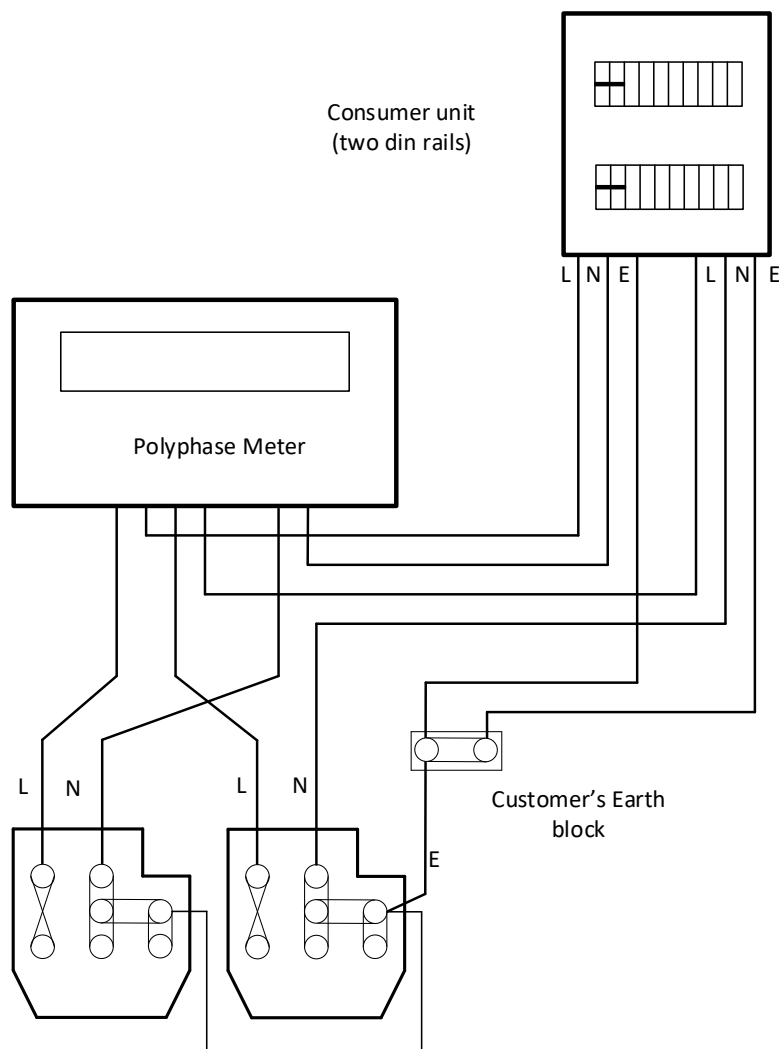 Consumer unit
(two din rails)
L N E L N E
Polyphase Meter
L N L N
Customer's Earth
block
E